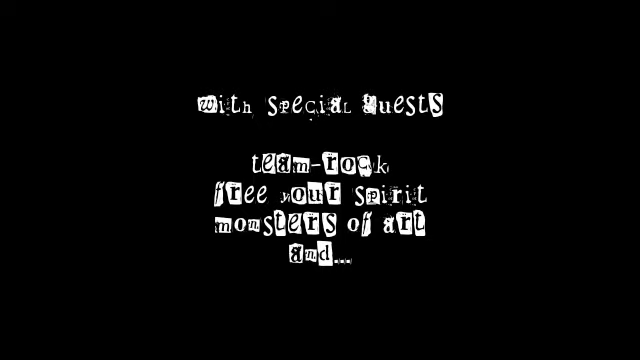 with special guests
team-rock
free your spirit
monsters of art
and...